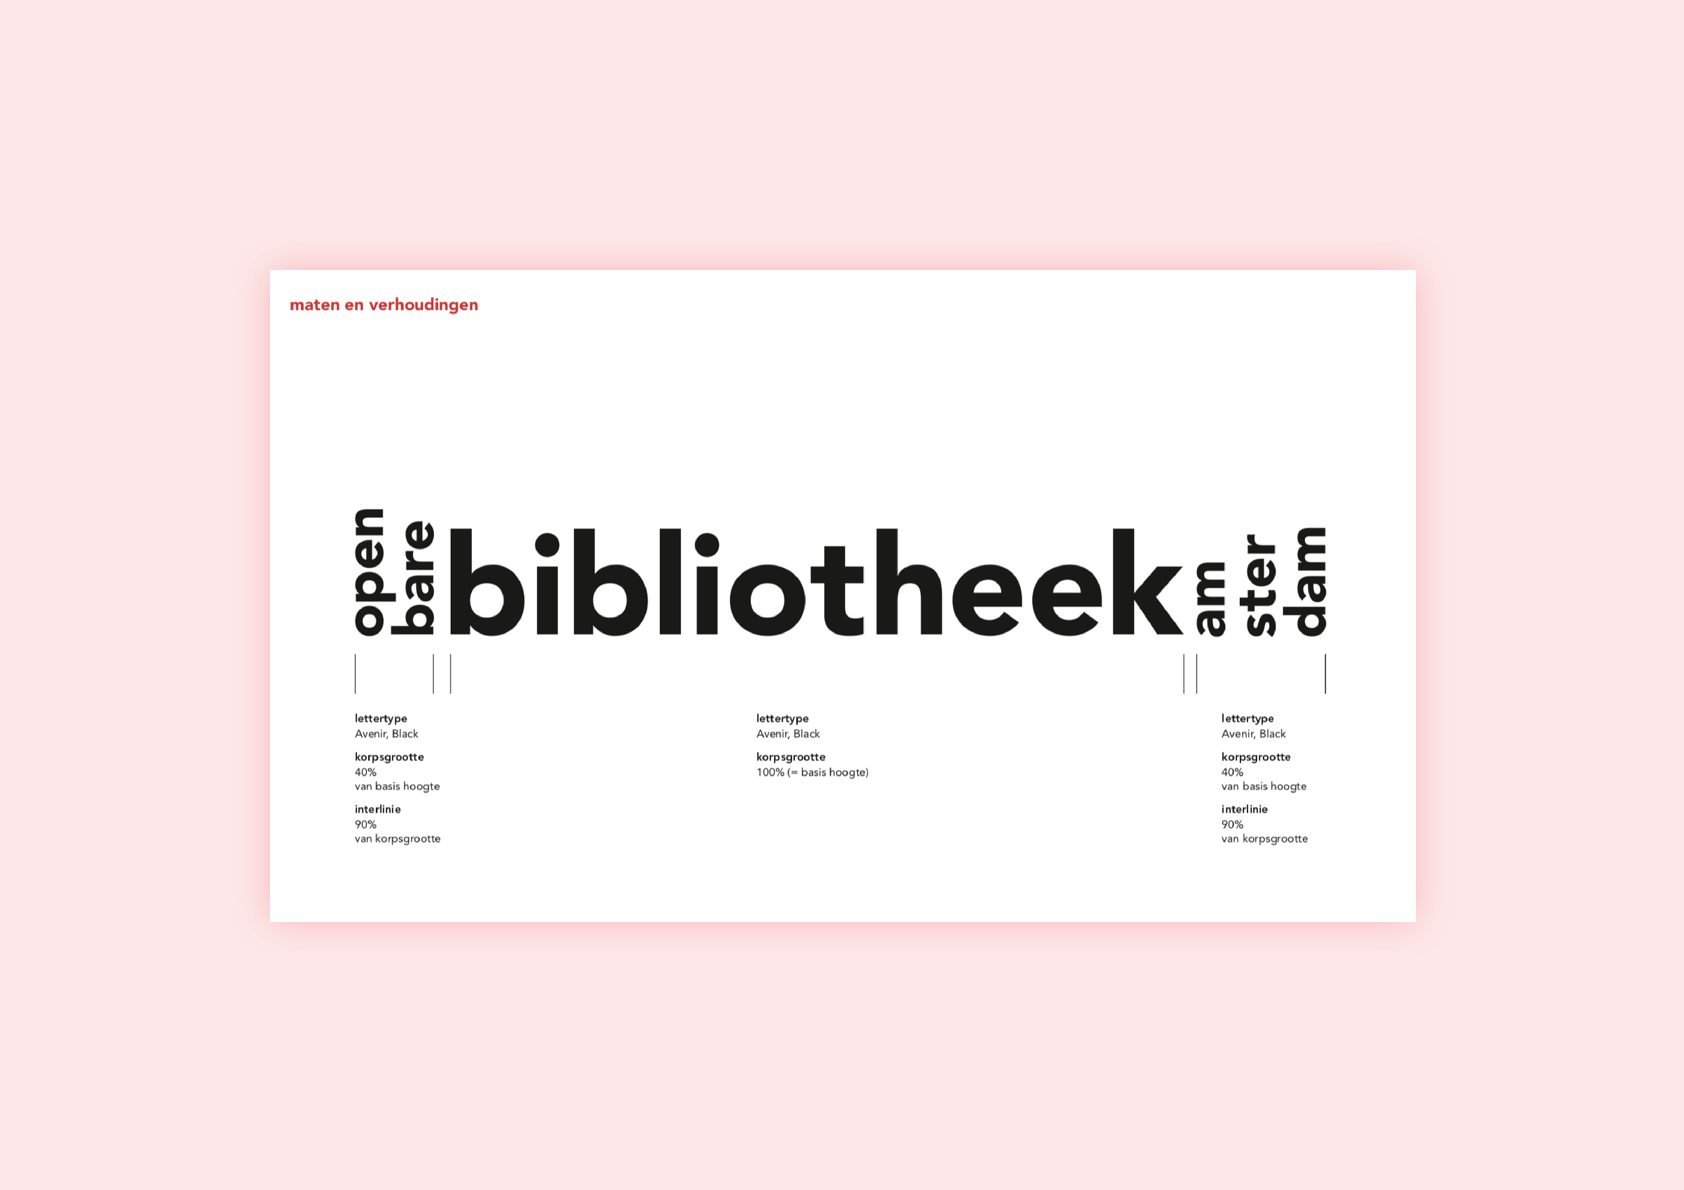 maten en verhoudingen
open
bare
bibliotheek
am
ster
dam
lettertype
Avenir, Black
korpsgrootte
40%
van basis hoogte
interlinie
90%
van korpsgrootte
lettertype
Avenir, Black
korpsgrootte
100% (= basis hoogte)
lettertype
Avenir, Black
korpsgrootte
40%
van basis hoogte
interlinie
90%
van korpsgrootte